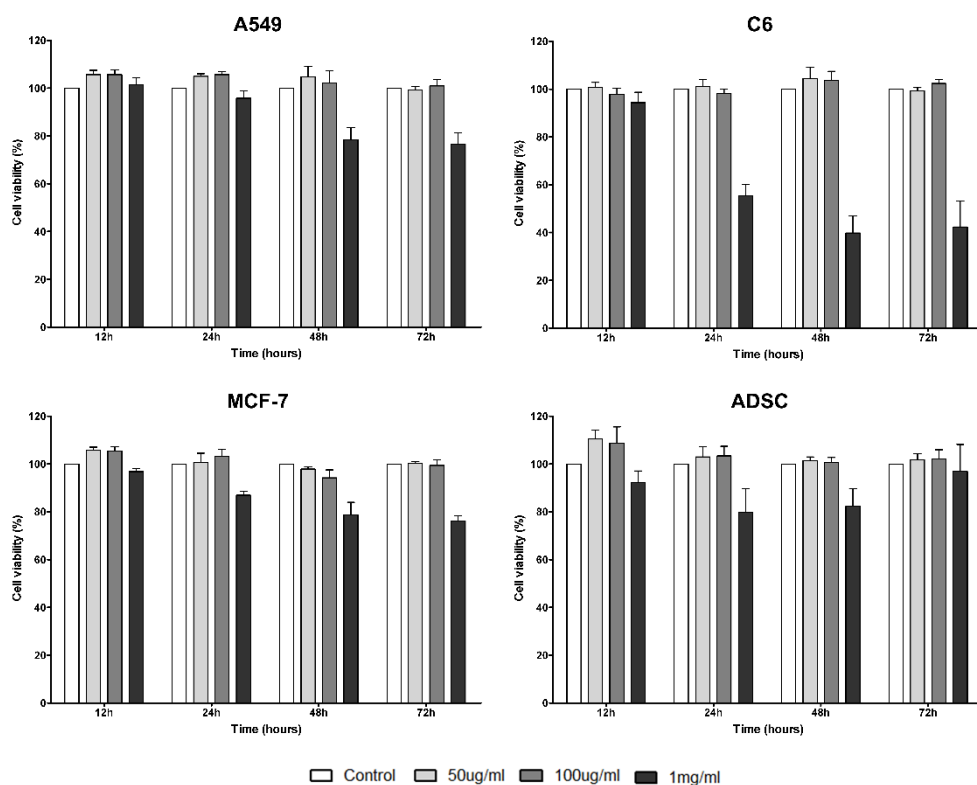 A549
C6
120
100
80
60
40
20
0
Cell viability (%)
12h 24h 48h 72h
Time (hours)
120
100
80
60
40
20
0
Cell viability (%)
12h 24h 48h 72h
Time (hours)
MCF-7
ADSC
120
100
80
60
40
20
0
Cell viability (%)
12h 24h 48h 72h
Time (hours)
120
100
80
60
40
20
0
Cell viability (%)
12h 24h 48h 72h
Time (hours)
Control 50ug/ml 100ug/ml 1mg/ml